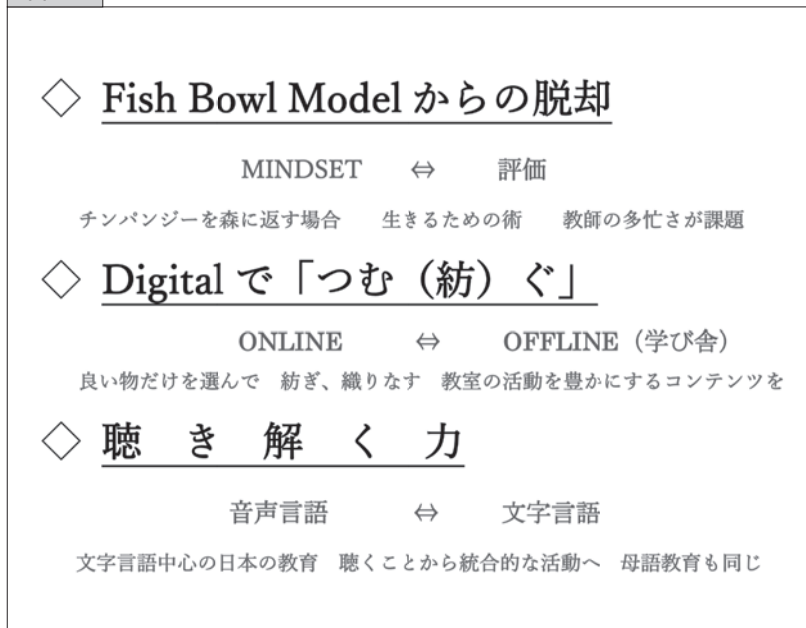 ◇ Fish Bowl Model からの脱却
MINDSET ⇔ 評価
チンパンジーを森に返す場合 生きるための術 教師の多忙さが課題
◇ Digital で「つむ（紡）ぐ」
ONLINE ⇔ OFFLINE（学び舎）
良い物だけを選んで 紡ぎ、織りなす 教室の活動を豊かにするコンテンツを
◇ 聴 き 解 く 力
音声言語 ⇔ 文字言語
文字言語中心の日本の教育 聴くことから統合的な活動へ 母語教育も同じ